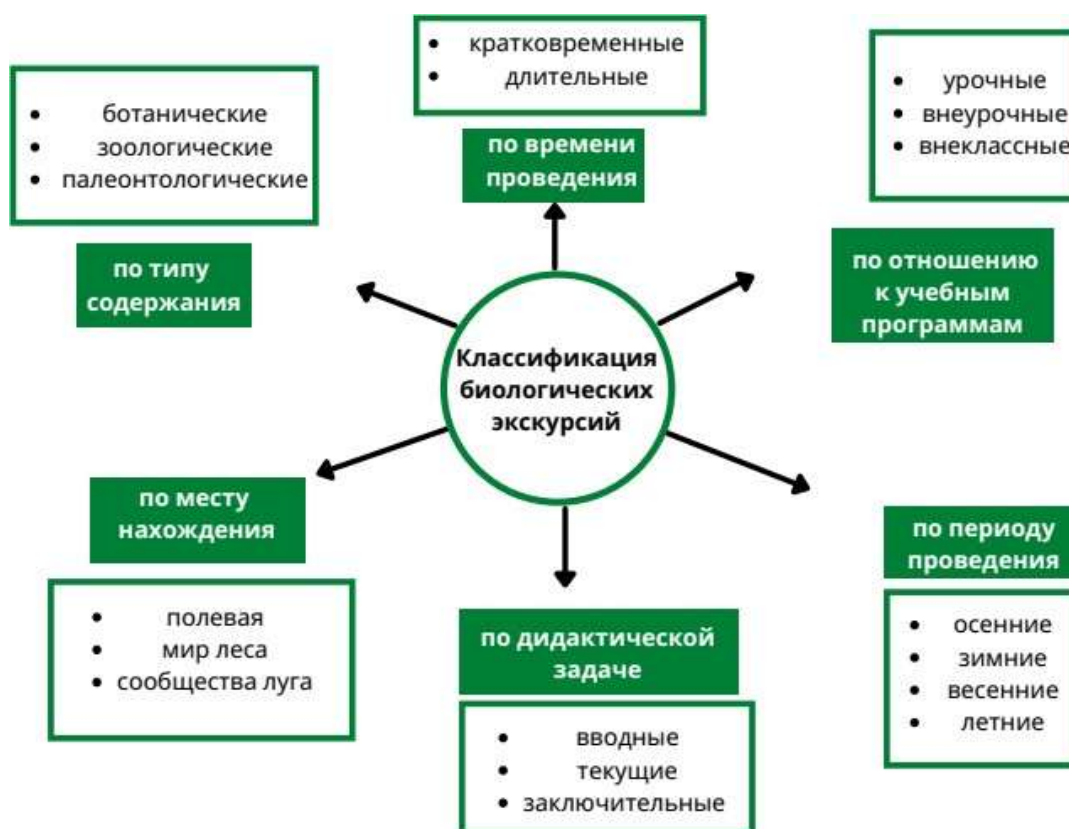 • кратковременные
• длительные
по времени
проведения
• ботанические
• зоологические
• палеонтологические
по типу
содержания
• урочные
• внеурочные
• внеклассные
по отношению
к учебным
программам
Классификация
биологических
экскурсий
по месту
нахождения
• полевая
• мир леса
• сообщества луга
по дидактической
задаче
• вводные
• текущие
• заключительные
по периоду
проведения
• осенние
• зимние
• весенние
• летние